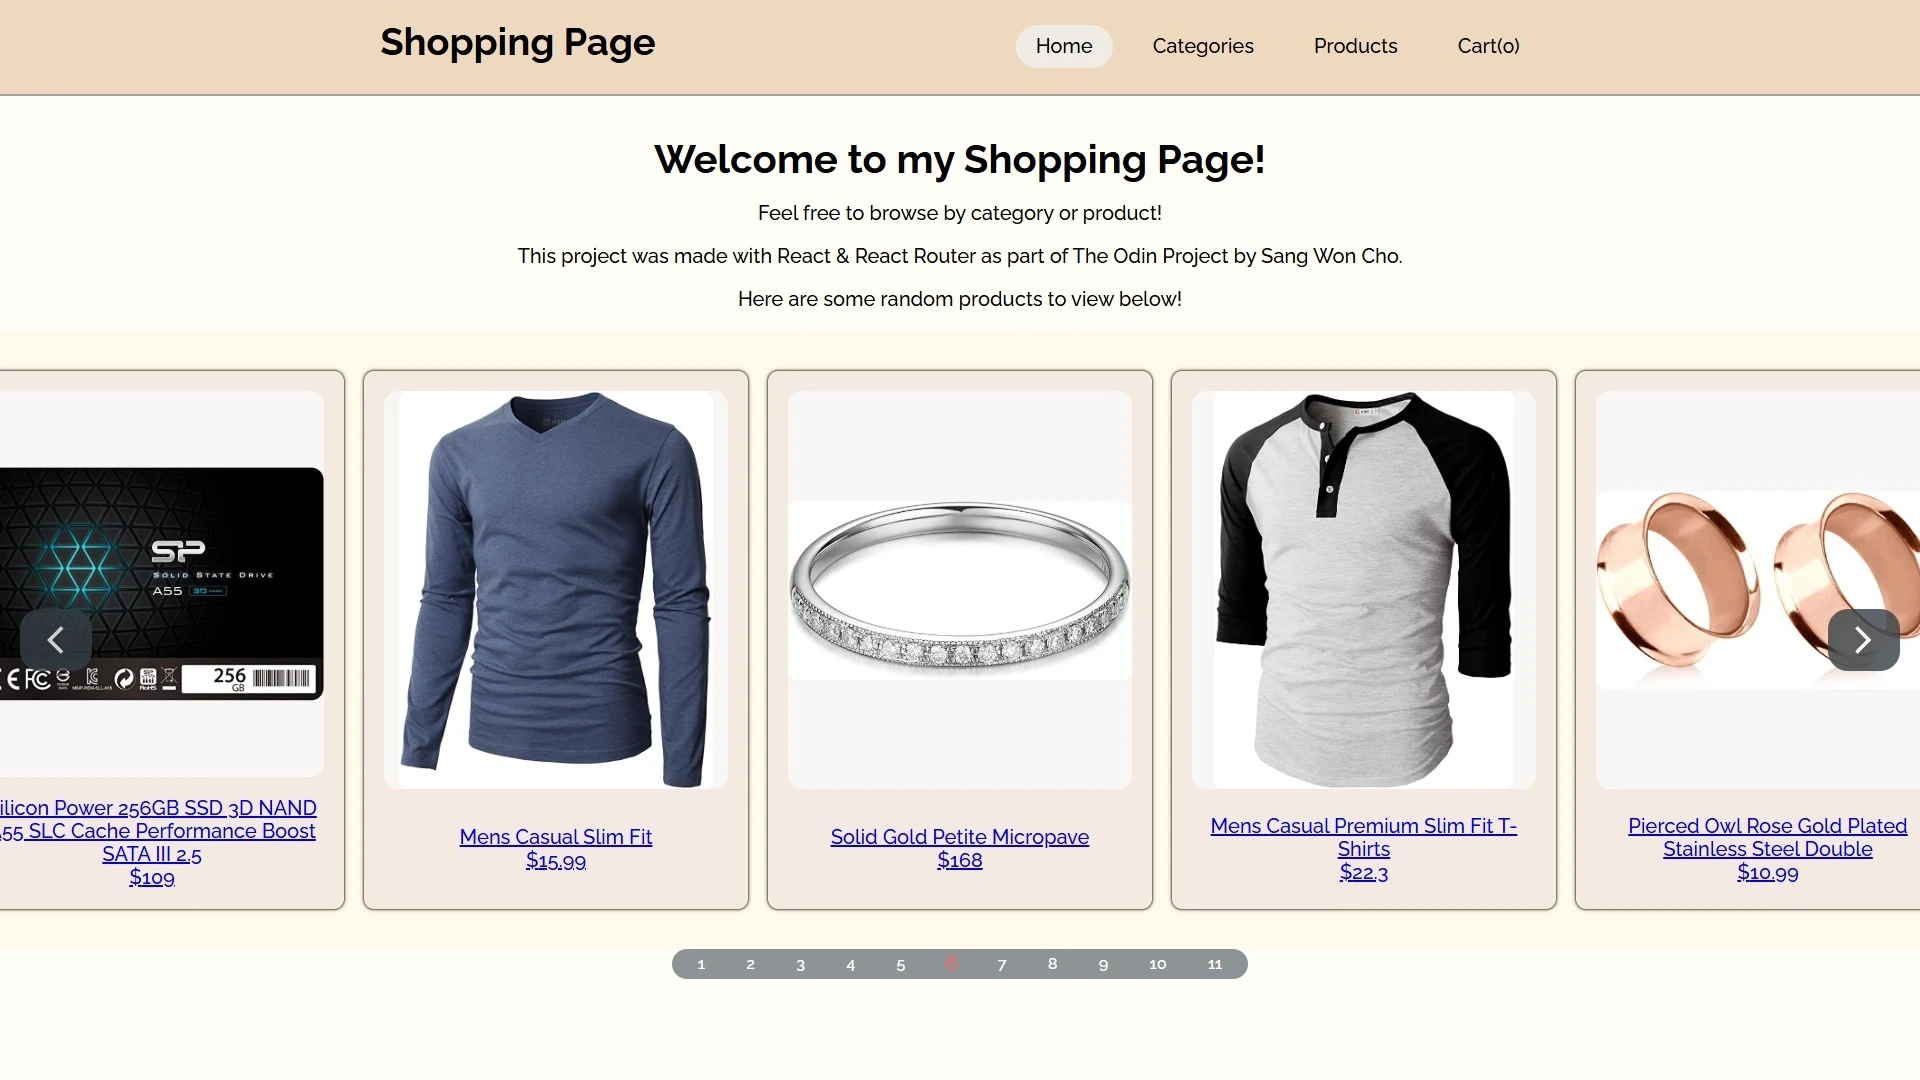 Shopping Page
Home
Categories
Products
Cart(0)
Welcome to my Shopping Page!
Feel free to browse by category or product!
This project was made with React & React Router as part of The Odin Project by Sang Won Cho.
Here are some random products to view below!
SP
SOLID STATE DRIVE
A55 3D NAND
256
GB
ilicon Power 256GB SSD 3D NAND
A55 SLC Cache Performance Boost
SATA III 2.5
$109
Mens Casual Slim Fit
$15.99
Solid Gold Petite Micropave
$168
Mens Casual Premium Slim Fit T-
Shirts
$22.3
Pierced Owl Rose Gold Plated
Stainless Steel Double
$10.99
1 2 3 4 5 6 7 8 9 10 11